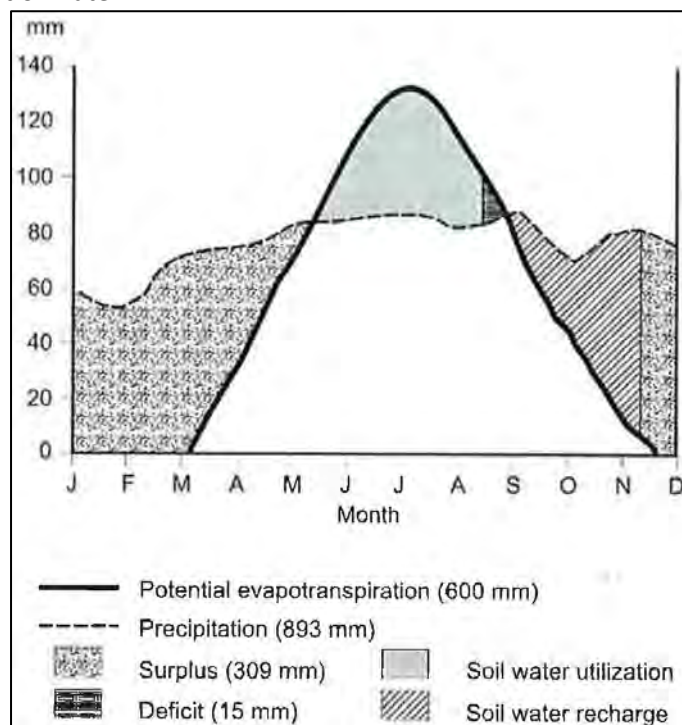 mm
140
120
100
80
60
40
20
0
J F M A M J J A S O N D
Month
Potential evapotranspiration (600 mm)
Precipitation (893 mm)
Surplus (309 mm) Soil water utilization
Deficit (15 mm) Soil water recharge